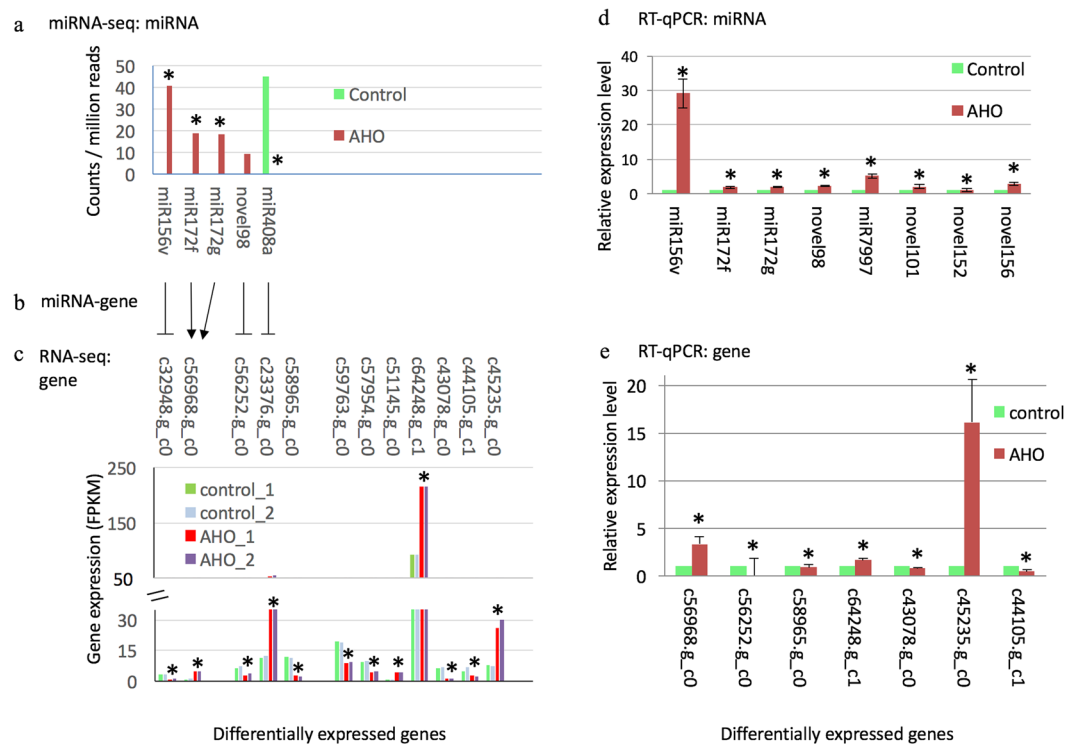 a miRNA-seq: miRNA
Counts / million reads
50
40
30
20
10
0
Control
AHO
*
*
*
*
miR156v
miR172f
miR172g
novel98
miR408a
b miRNA-gene
c RNA-seq:
gene
c32948.g_c0
c56968.g_c0
c56252.g_c0
c23376.g_c0
c58965.g_c0
c59763.g_c0
c57954.g_c0
c51145.g_c0
c64248.g_c1
c43078.g_c0
c44105.g_c1
c45235.g_c0
Gene expression (FPKM)
250
150
50
30
15
0
control_1
control_2
AHO_1
AHO_2
*
*
*
*
*
*
*
*
*
*
*
*
Differentially expressed genes
d RT-qPCR: miRNA
Relative expression level
40
30
20
10
0
Control
AHO
*
*
*
*
*
*
*
*
miR156v
miR172f
miR172g
novel98
miR7997
novel101
novel152
novel156
e RT-qPCR: gene
Relative expression level
20
15
10
5
0
control
AHO
*
*
*
*
*
*
*
c56968.g_c0
c56252.g_c0
c58965.g_c0
c64248.g_c1
c43078.g_c0
c45235.g_c0
c44105.g_c1
Differentially expressed genes